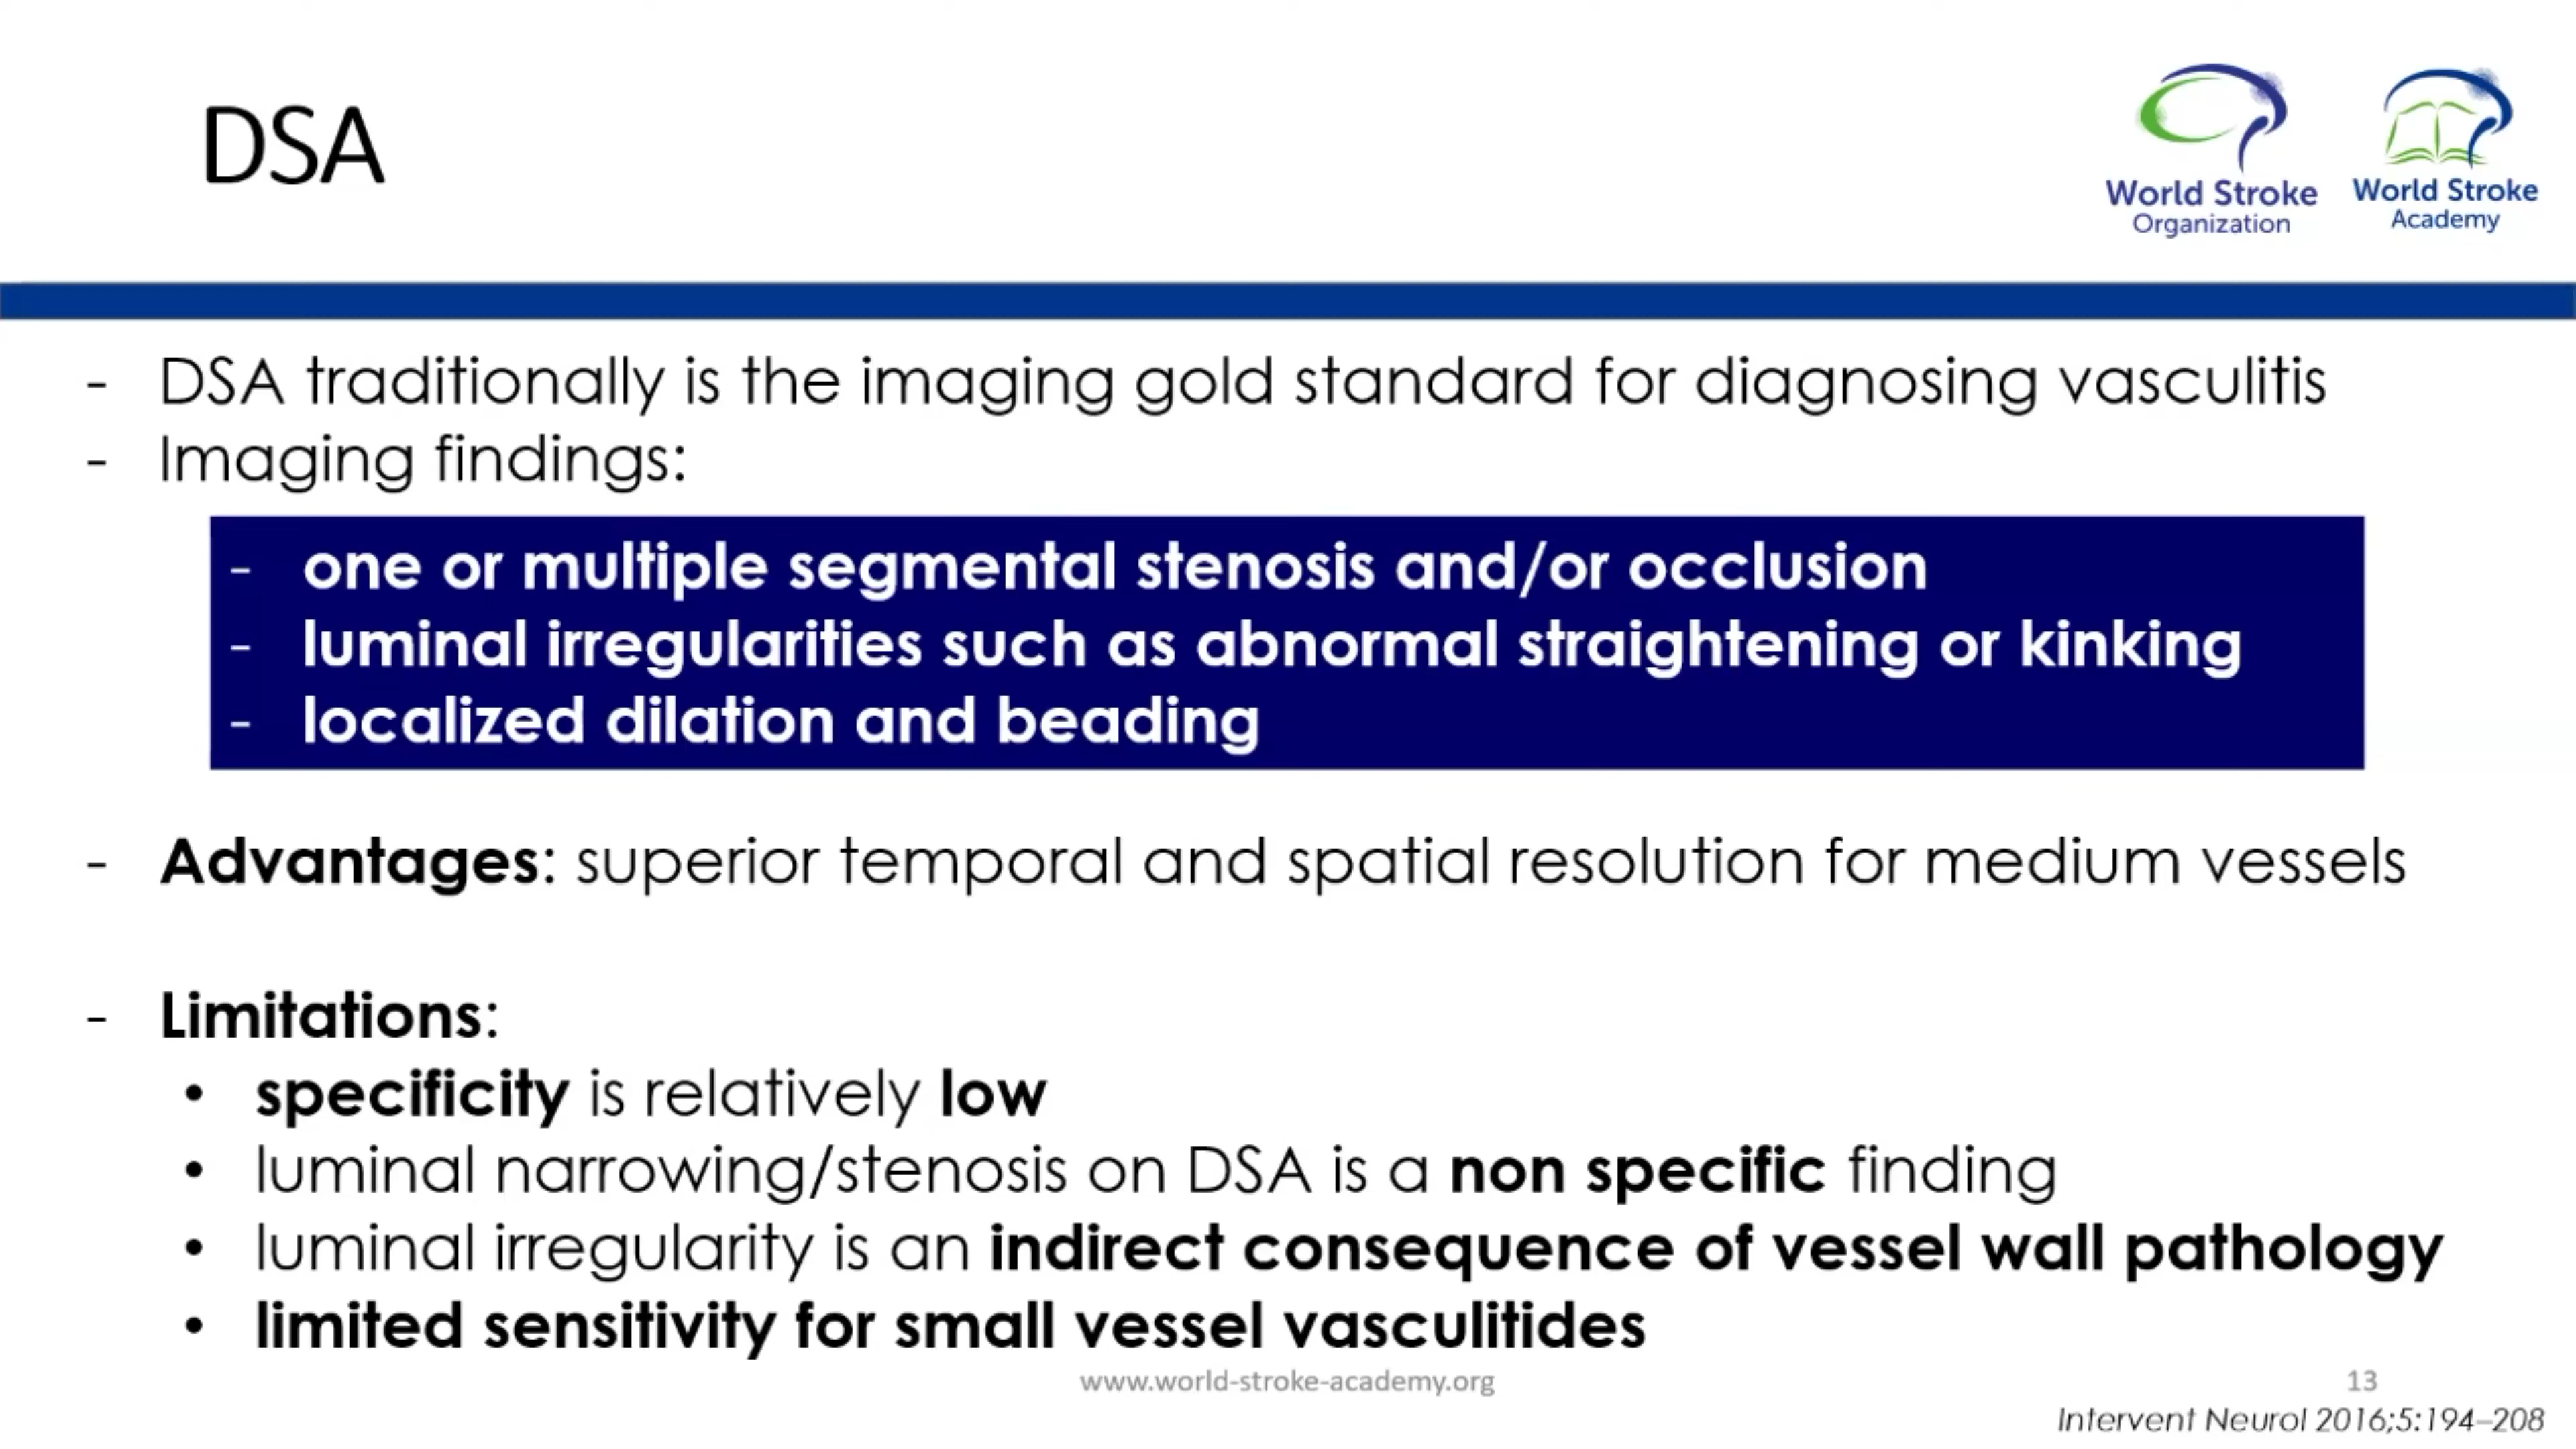 DSA
World Stroke
Organization
World Stroke
Academy
- DSA traditionally is the imaging gold standard for diagnosing vasculitis
- Imaging findings:
- one or multiple segmental stenosis and/or occlusion
- luminal irregularities such as abnormal straightening or kinking
- localized dilation and beading
- Advantages: superior temporal and spatial resolution for medium vessels
- Limitations:
• specificity is relatively low
• luminal narrowing/stenosis on DSA is a non specific finding
• luminal irregularity is an indirect consequence of vessel wall pathology
• limited sensitivity for small vessel vasculitides
www.world-stroke-academy.org
13
Intervent Neurol 2016;5:194–208